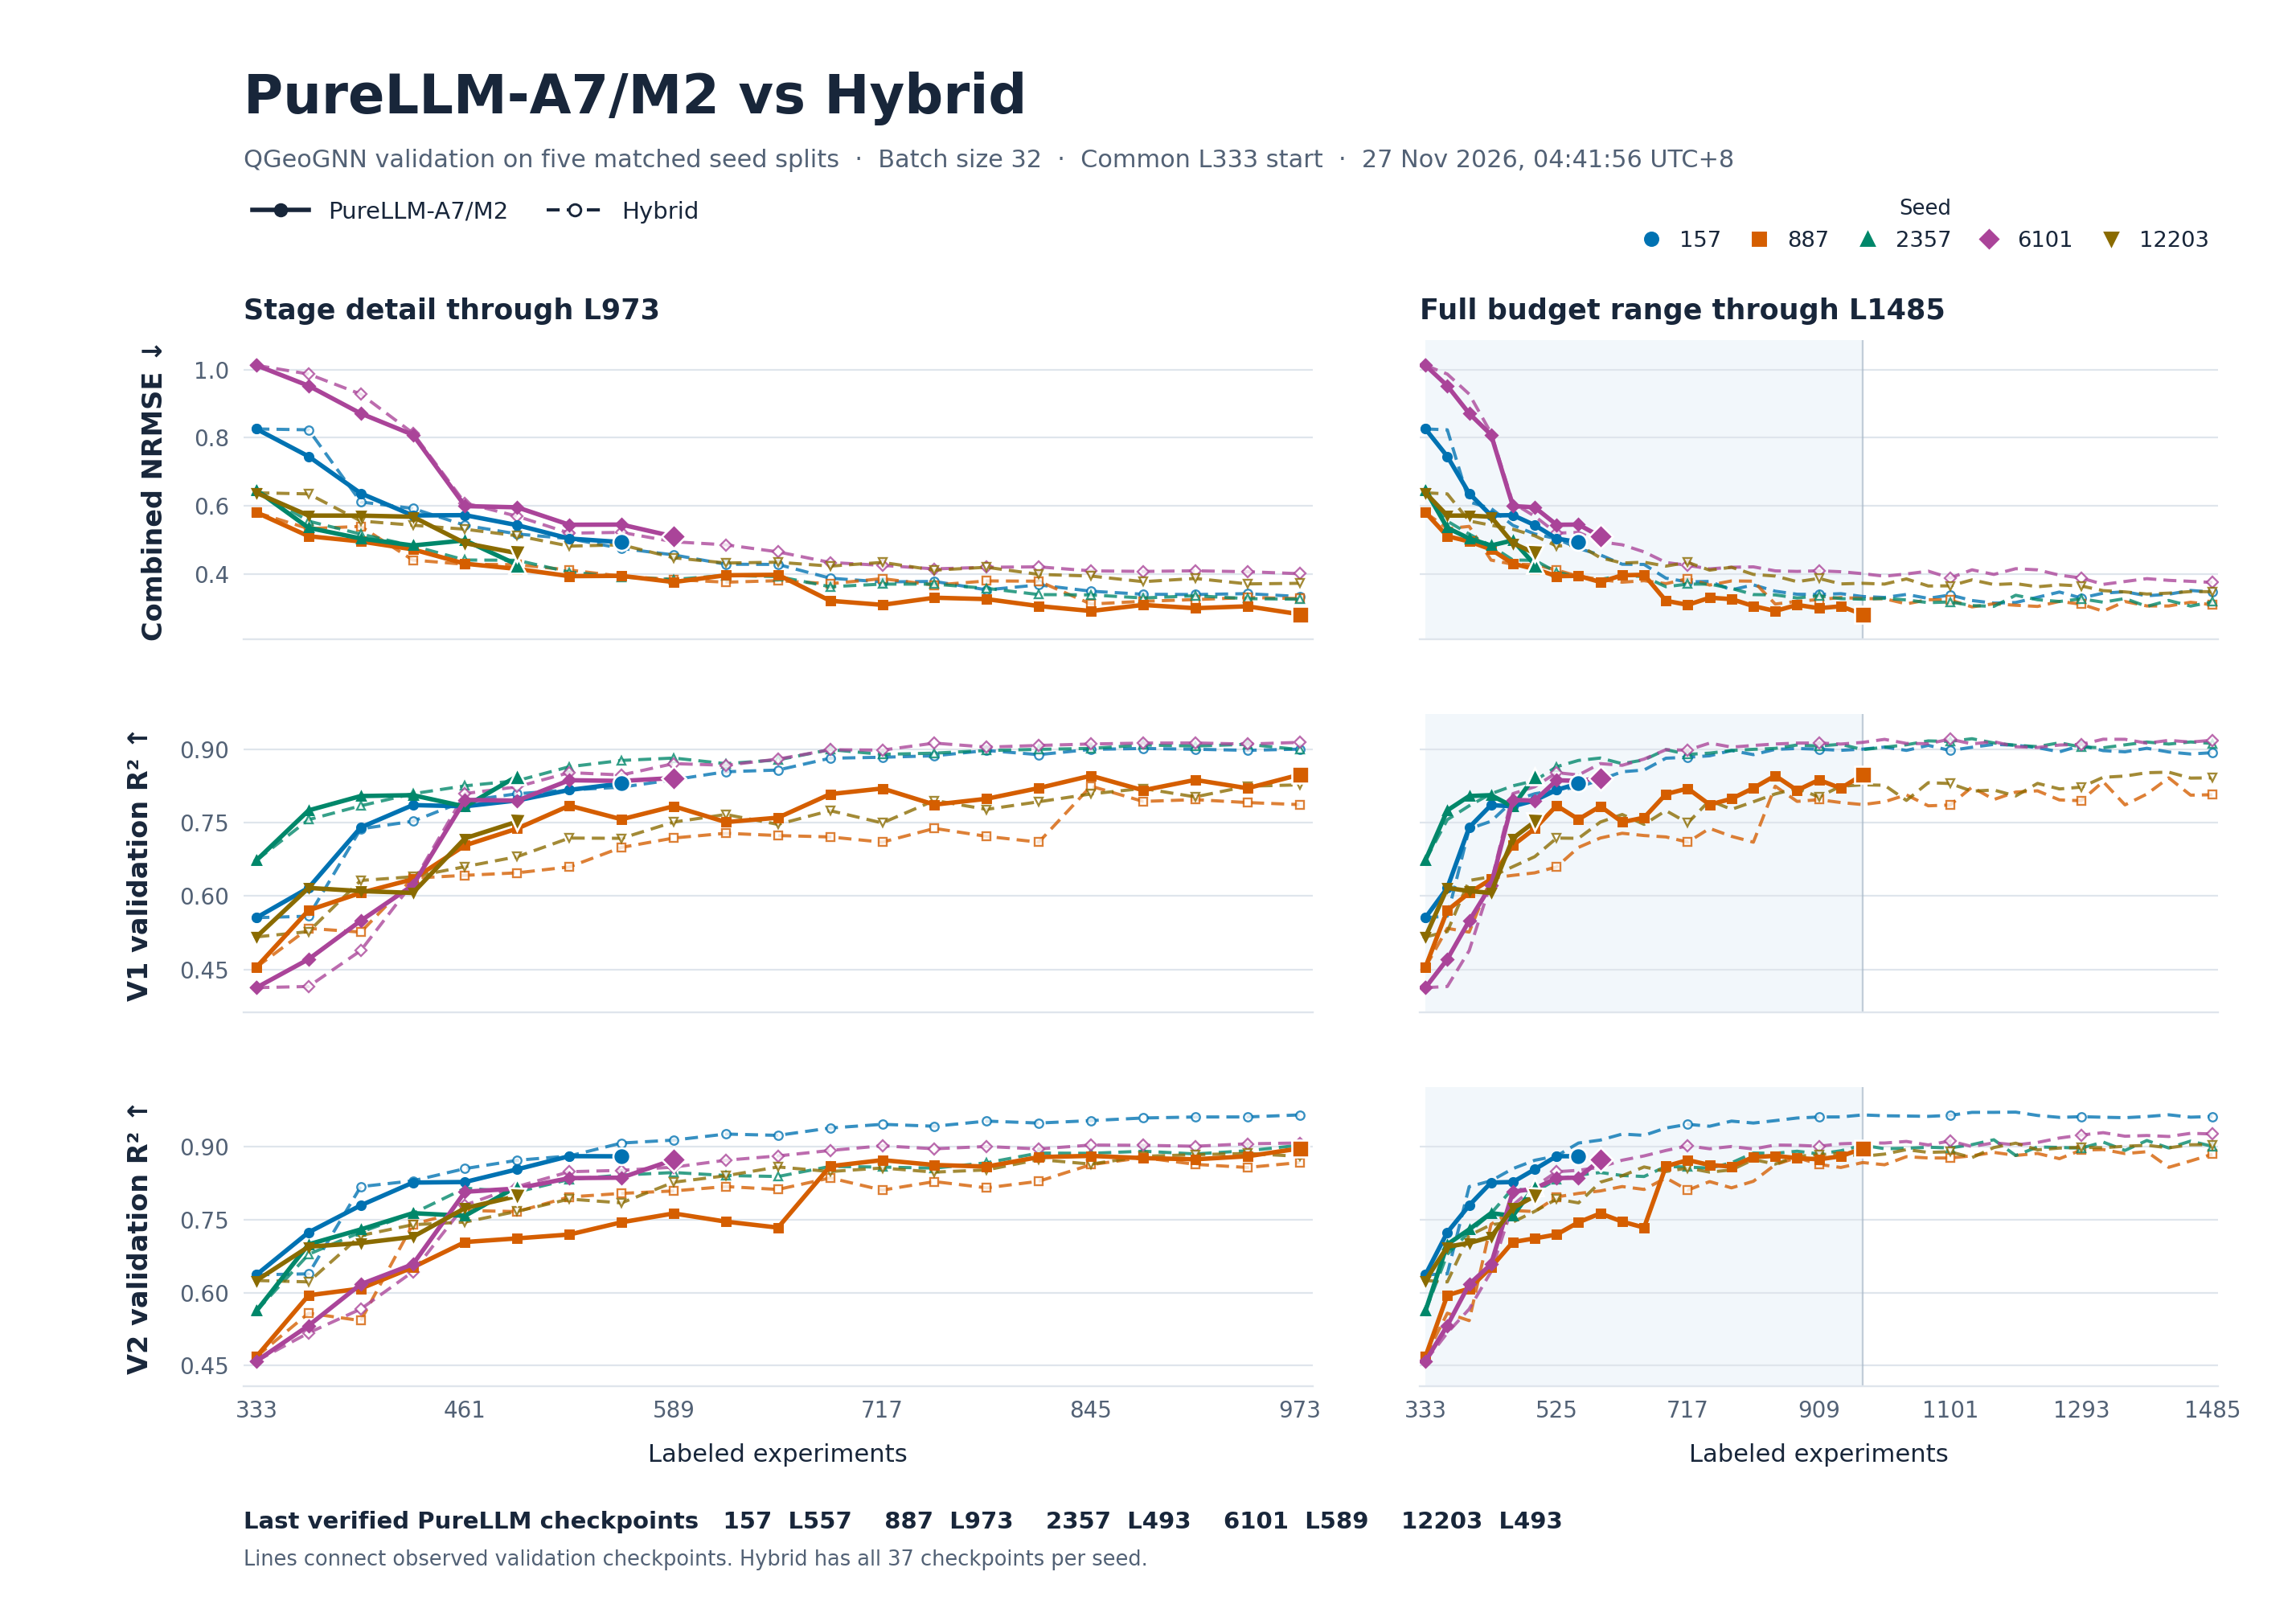 PureLLM-A7/M2 vs Hybrid
QGeoGNN validation on five matched seed splits · Batch size 32 · Common L333 start · 27 Nov 2026, 04:41:56 UTC+8
PureLLM-A7/M2 Hybrid
Seed
157 887 2357 6101 12203
Stage detail through L973
Full budget range through L1485
Combined NRMSE ↓
1.0
0.8
0.6
0.4
V1 validation R² ↑
0.90
0.75
0.60
0.45
V2 validation R² ↑
0.90
0.75
0.60
0.45
333 461 589 717 845 973
333 525 717 909 1101 1293 1485
Labeled experiments
Labeled experiments
Last verified PureLLM checkpoints 157 L557 887 L973 2357 L493 6101 L589 12203 L493
Lines connect observed validation checkpoints. Hybrid has all 37 checkpoints per seed.